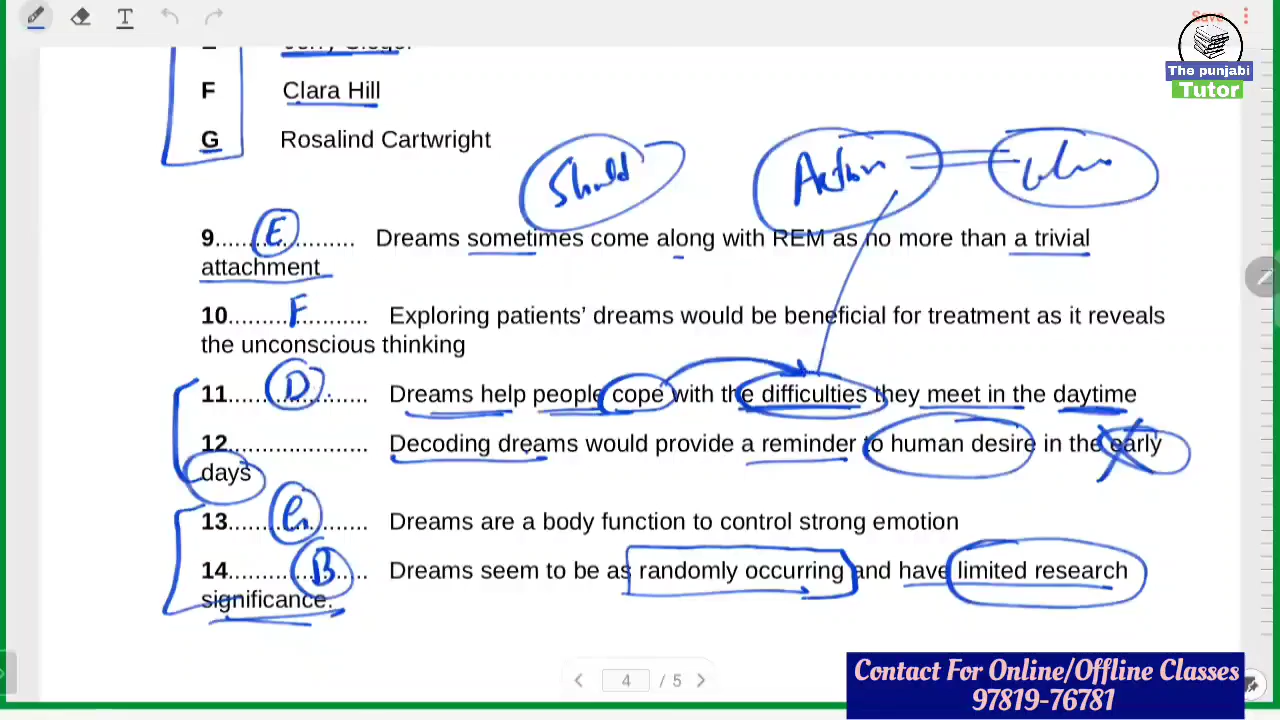 Save
The punjabi
Tutor
F Clara Hill
G Rosalind Cartwright
Should
Action
9..................... Dreams sometimes come along with REM as no more than a trivial
E
attachment
10..................... Exploring patients’ dreams would be beneficial for treatment as it reveals
F
the unconscious thinking
11..................... Dreams help people cope with the difficulties they meet in the daytime
D
12..................... Decoding dreams would provide a reminder to human desire in the early
days
13..................... Dreams are a body function to control strong emotion
14..................... Dreams seem to be as randomly occurring and have limited research
B
significance.
4 / 5
Contact For Online/Offline Classes
97819-76781